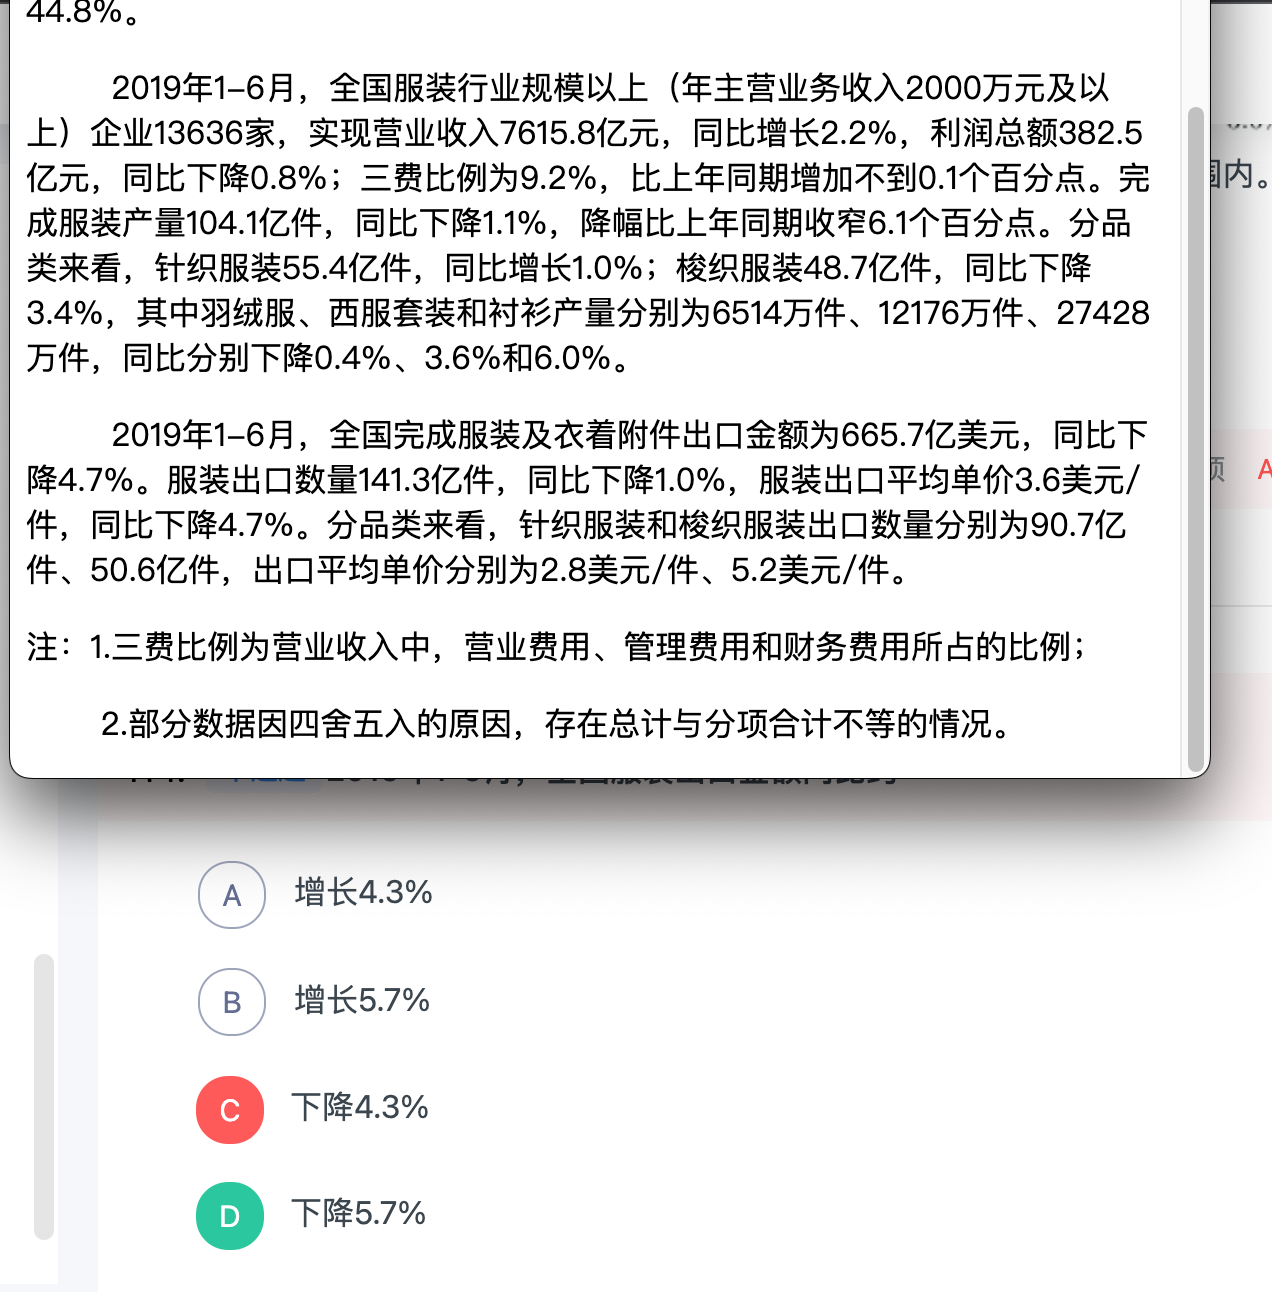 44.8%。
2019年1-6月，全国服装行业规模以上（年主营业务收入2000万元及以
上）企业13636家，实现营业收入7615.8亿元，同比增长2.2%，利润总额382.5
亿元，同比下降0.8%；三费比例为9.2%，比上年同期增加不到0.1个百分点。完
成服装产量104.1亿件，同比下降1.1%，降幅比上年同期收窄6.1个百分点。分品
类来看，针织服装55.4亿件，同比增长1.0%；梭织服装48.7亿件，同比下降
3.4%，其中羽绒服、西服套装和衬衫产量分别为6514万件、12176万件、27428
万件，同比分别下降0.4%、3.6%和6.0%。
2019年1-6月，全国完成服装及衣着附件出口金额为665.7亿美元，同比下
降4.7%。服装出口数量141.3亿件，同比下降1.0%，服装出口平均单价3.6美元/
件，同比下降4.7%。分品类来看，针织服装和梭织服装出口数量分别为90.7亿
件、50.6亿件，出口平均单价分别为2.8美元/件、5.2美元/件。
注：1.三费比例为营业收入中，营业费用、管理费用和财务费用所占的比例；
2.部分数据因四舍五入的原因，存在总计与分项合计不等的情况。
围内。
A
A 增长4.3%
B 增长5.7%
C 下降4.3%
D 下降5.7%